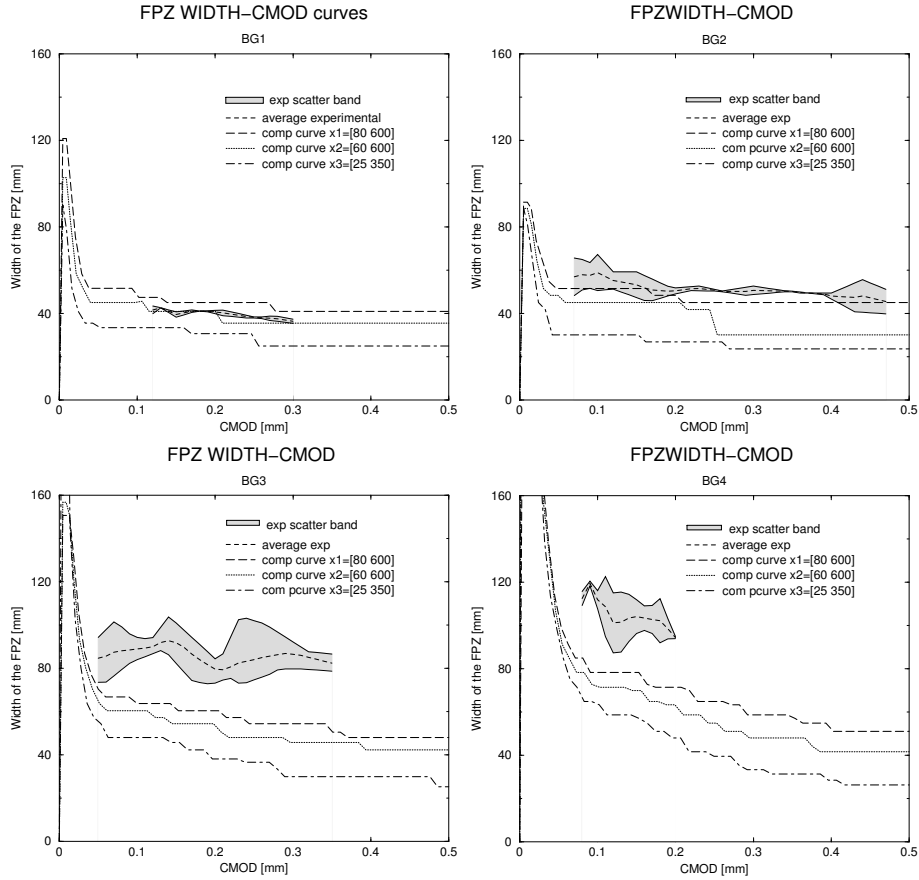 FPZ WIDTH−CMOD curves
BG1
160
120
80
40
0
Width of the FPZ [mm]
exp scatter band
average experimental
comp curve x1=[80 600]
comp curve x2=[60 600]
comp curve x3=[25 350]
0 0.1 0.2 0.3 0.4 0.5
CMOD [mm]
FPZWIDTH−CMOD
BG2
160
120
80
40
0
Width of the FPZ [mm]
exp scatter band
average exp
comp curve x1=[80 600]
com pcurve x2=[60 600]
comp curve x3=[25 350]
0 0.1 0.2 0.3 0.4 0.5
CMOD [mm]
FPZ WIDTH−CMOD
BG3
160
120
80
40
0
Width of the FPZ [mm]
exp scatter band
average exp
comp curve x1=[80 600]
comp curve x2=[60 600]
com pcurve x3=[25 350]
0 0.1 0.2 0.3 0.4 0.5
CMOD [mm]
FPZWIDTH−CMOD
BG4
160
120
80
40
0
Width of the FPZ [mm]
exp scatter band
average exp
comp curve x1=[80 600]
comp curve x2=[60 600]
comp curve x3=[25 350]
0 0.1 0.2 0.3 0.4 0.5
CMOD [mm]